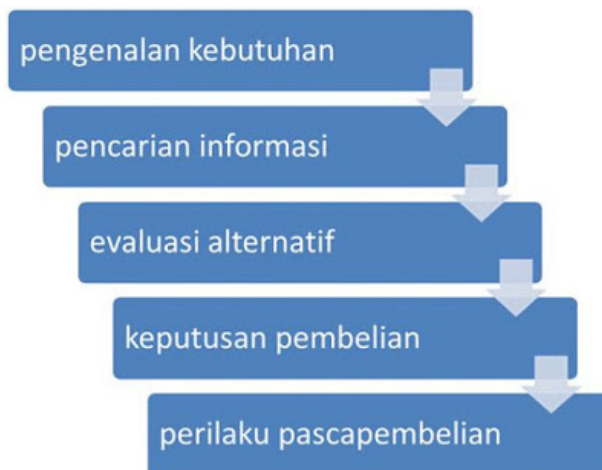 pengenalan kebutuhan
pencarian informasi
evaluasi alternatif
keputusan pembelian
perilaku pascapembelian